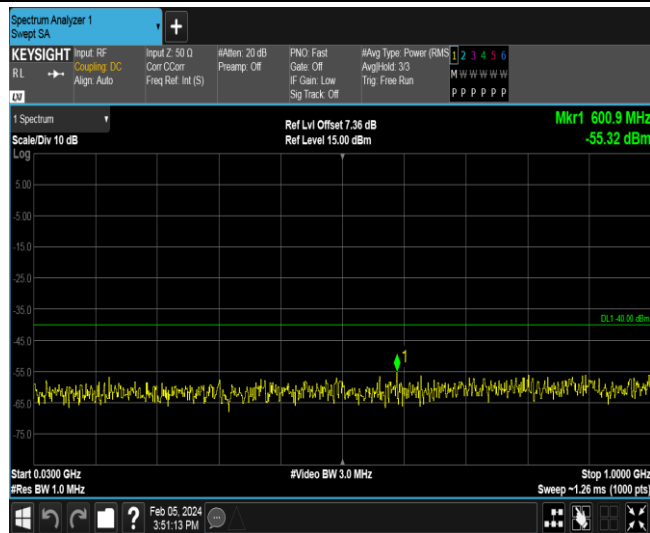 Spectrum Analyzer 1
Swept SA
+
KEYSIGHT
RL
Input: RF
Coupling: DC
Align: Auto
Input Z: 50 Ω
Corr CCorr
Freq Ref: Int (S)
#Atten: 20 dB
Preamp: Off
PNO: Fast
Gate: Off
IF Gain: Low
Sig Track: Off
#Avg Type: Power (RMS
Avg|Hold: 3/3
Trig: Free Run
1 2 3 4 5 6
M W W W W W
P P P P P P
1 Spectrum
Scale/Div 10 dB
Ref Lvl Offset 7.36 dB
Ref Level 15.00 dBm
Mkr1 600.9 MHz
-55.32 dBm
Log
5.00
-5.00
-15.0
-25.0
-35.0
DL1 -40.00 dBm
-45.0
1
-55.0
-65.0
-75.0
Start 0.0300 GHz
#Res BW 1.0 MHz
#Video BW 3.0 MHz
Stop 1.0000 GHz
Sweep ~1.26 ms (1000 pts)
?
Feb 05, 2024
3:51:13 PM